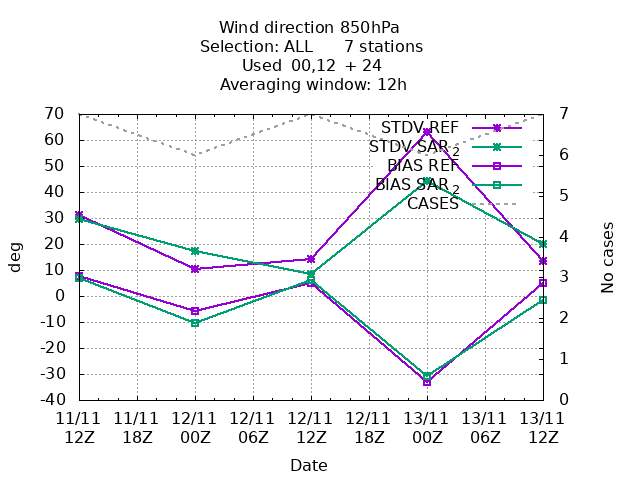 Wind direction 850hPa
Selection: ALL 7 stations
Used 00,12 + 24
Averaging window: 12h
STDV REF
STDV SAR_2
BIAS REF
BIAS SAR_2
CASES
70
60
50
40
30
20
10
0
-10
-20
-30
-40
deg
7
6
5
4
3
2
1
0
No cases
11/11 11/11 12/11 12/11 12/11 12/11 13/11 13/11 13/11
12Z 18Z 00Z 06Z 12Z 18Z 00Z 06Z 12Z
Date